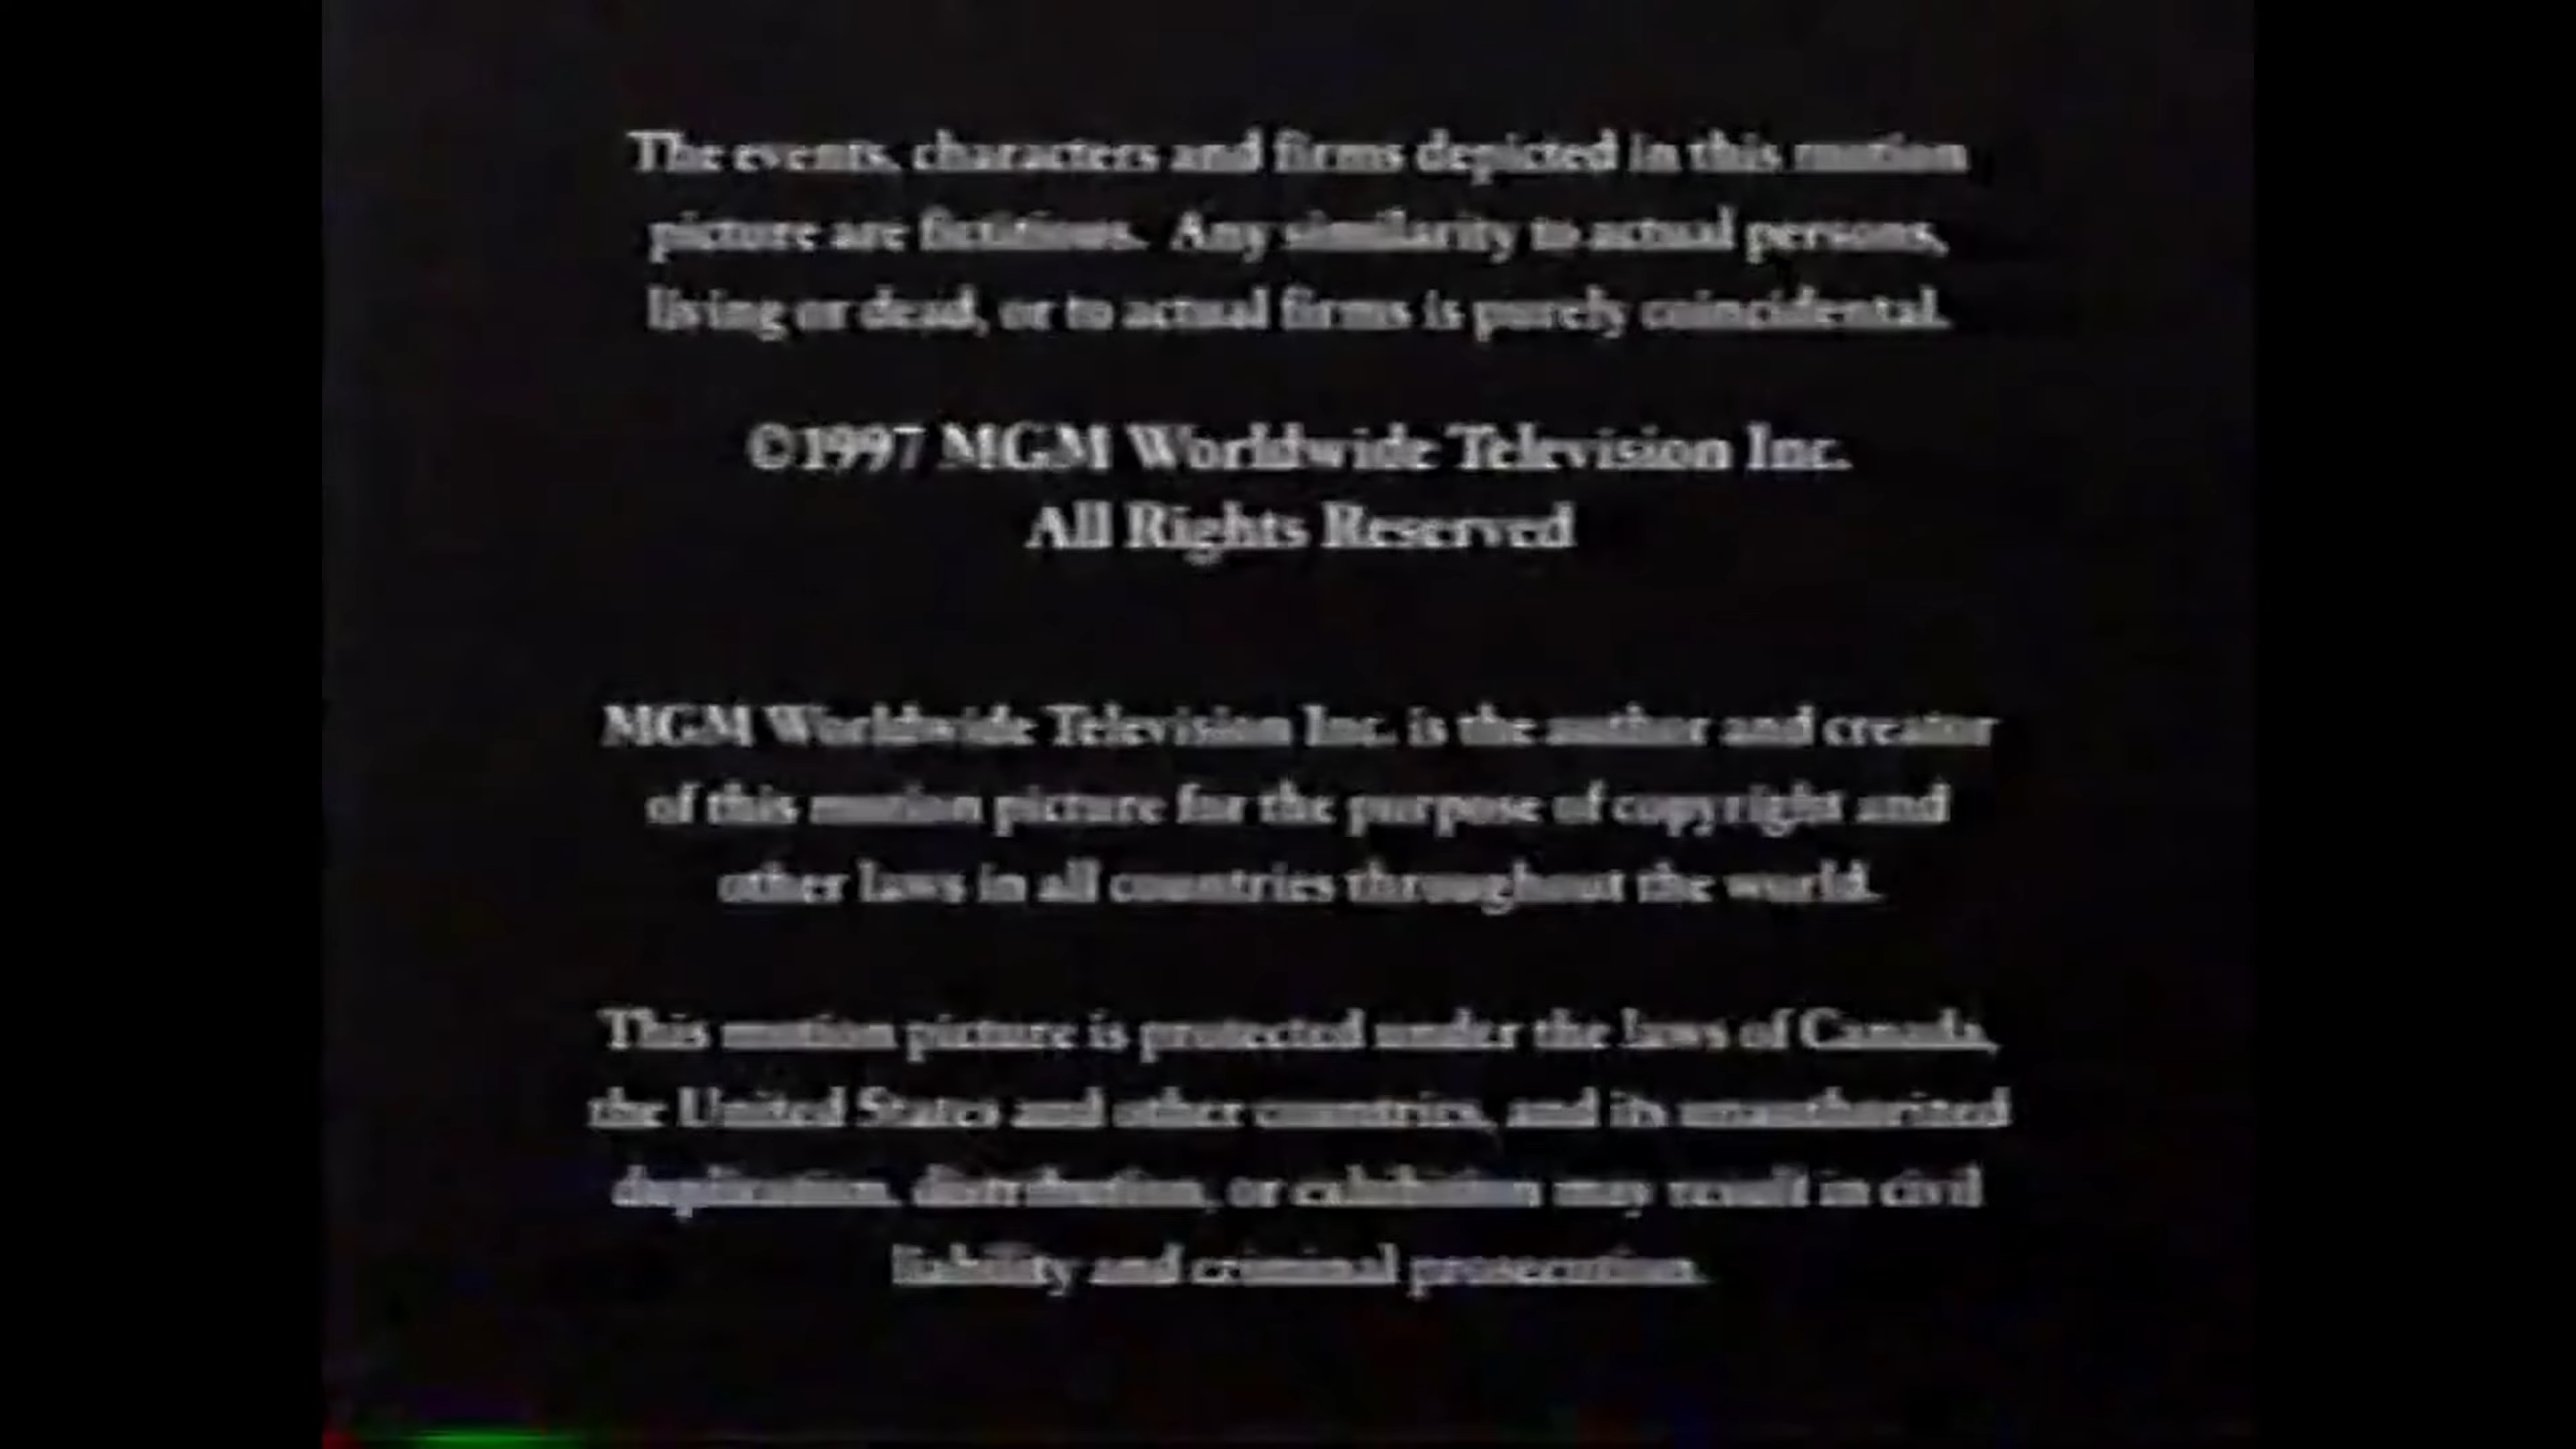 The events, characters and firms depicted in this motion
picture are fictitious.  Any similarity to actual persons,
living or dead, or to actual firms is purely coincidental.
©1997 MGM Worldwide Television Inc.
All Rights Reserved
MGM Worldwide Television Inc. is the author and creator
of this motion picture for the purpose of copyright and
other laws in all countries throughout the world.
This motion picture is protected under the laws of Canada,
the United States and other countries, and its unauthorized
duplication, distribution, or exhibition may result in civil
liability and criminal prosecution.